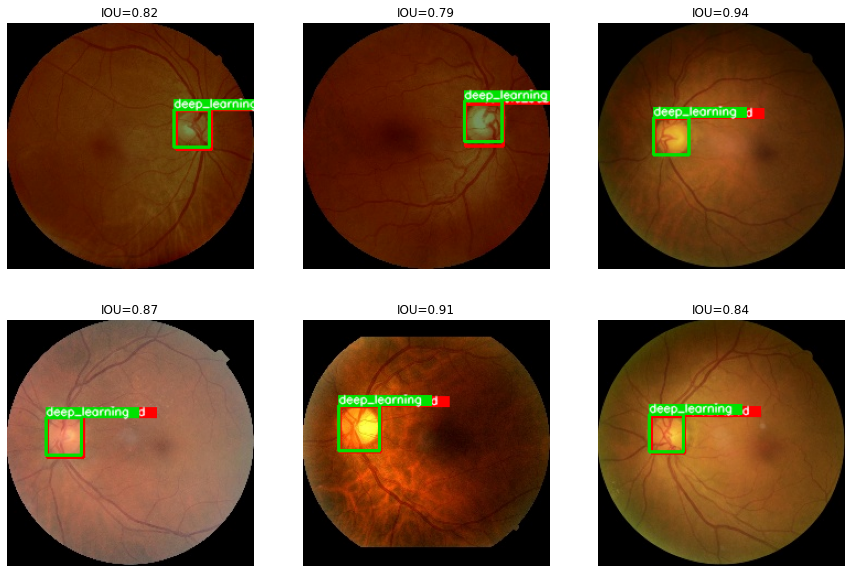 IOU=0.82
deep_learning
IOU=0.79
deep_learning
IOU=0.94
deep_learning d
IOU=0.87
deep_learning d
IOU=0.91
deep_learning d
IOU=0.84
deep_learning d